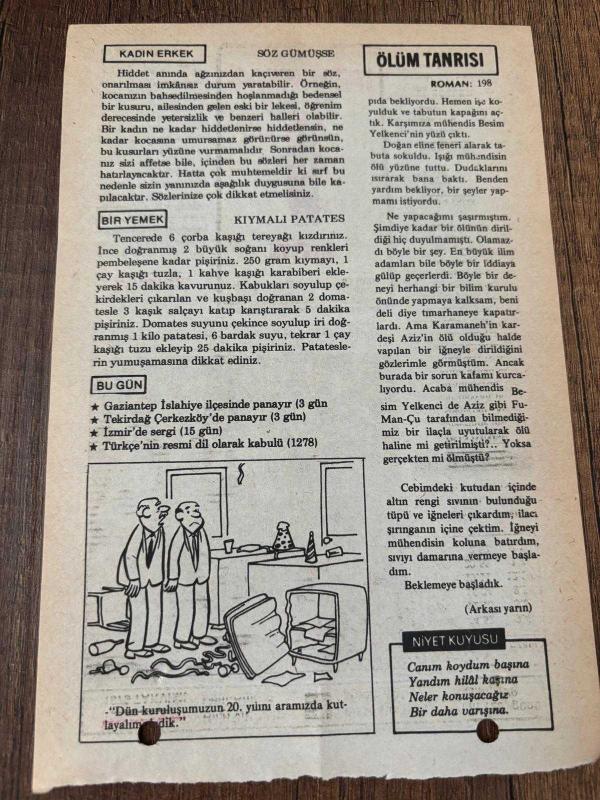 KADIN ERKEK
SÖZ GÜMÜŞSE
Hiddet anında ağzınızdan kaçıveren bir söz,
onarılması imkânsız durum yaratabilir. Örneğin,
kocanızın bahsedilmesinden hoşlanmadığı bedensel
bir kusuru, ailesinden gelen eski bir lekesi, öğrenim
derecesinde yetersizlik ve benzeri halleri olabilir.
Bir kadın ne kadar hiddetlenirse hiddetlensin, ne
kadar kocasına umursamaz görünürse görünsün,
bu kusurları yüzüne vurmamalıdır Sonradan koca-
nız sizi affetse bile, içinden bu sözleri her zaman
hatırlayacaktır. Hatta çok muhtemeldir ki sırf bu
nedenle sizin yanınızda aşağılık duygusuna bile ka-
pılacaktır. Sözlerinize çok dikkat etmelisiniz.
BİR YEMEK
KIYMALI PATATES
Tencerede 6 çorba kaşığı tereyağı kızdırınız.
İnce doğranmış 2 büyük soğanı koyup renkleri
pembeleşene kadar pişiriniz. 250 gram kıymayı, 1
çay kaşığı tuzla, 1 kahve kaşığı karabiberi ekle-
yerek 15 dakika kavurunuz. Kabukları soyulup çe-
kirdekleri çıkarılan ve kuşbaşı doğranan 2 doma-
tesle 3 kaşık salçayı katıp karıştırarak 5 dakika
pişiriniz. Domates suyunu çekince soyulup iri doğ-
ranmış 1 kilo patatesi, 6 bardak suyu, tekrar 1 çay
kaşığı tuzu ekleyip 25 dakika pişiriniz. Patatesle-
rin yumuşamasına dikkat ediniz.
BU GÜN
★ Gaziantep İslahiye ilçesinde panayır (3 gün
★ Tekirdağ Çerkezköy'de panayır (3 gün)
★ İzmir'de sergi (15 gün)
★ Türkçe'nin resmi dil olarak kabulü (1278)
-"Dün kuruluşumuzun 20. yılını aramızda kut-
ÖLÜM TANRISI
ROMAN: 198
pıda bekliyordu. Hemen işe ko-
yulduk ve tabutun kapağını aç-
tık. Karşımıza mühendis Besim
Yelkenci'nin yüzü çıktı.
Doğan eline feneri alarak ta-
buta sokuldu. Işığı mühendisin
ölü yüzüne tuttu. Dudaklarını
ısırarak bana baktı. Benden
yardım bekliyor, bir şeyler yap-
mamı istiyordu.
Ne yapacağımı şaşırmıştım.
Şimdiye kadar bir ölünün diril-
diği hiç duyulmamıştı. Olamaz-
dı böyle bir şey. En büyük ilim
adamları bile böyle bir iddiaya
gülüp geçerlerdi. Böyle bir de-
neyi herhangi bir bilim kurulu
önünde yapmaya kalksam, beni
deli diye tımarhaneye kapatır-
lardı. Ama Karamaneh'in kar-
deşi Aziz'in ölü olduğu halde
yapılan bir iğneyle dirildiğini
gözlerimle görmüştüm. Ancak
burada bir sorun kafamı kurca-
lıyordu. Acaba mühendis Be-
sim Yelkenci de Aziz gibi Fu-
Man-Çu tarafından bilmediği-
miz bir ilaçla uyutularak ölü
haline mi getirilmişti?.. Yoksa
gerçekten mi ölmüştü?
Cebimdeki kutudan içinde
altın rengi sıvının bulunduğu
tüpü ve iğneleri çıkardım, ilacı
şırınganın içine çektim. İğneyi
mühendisin koluna batırdım,
sıvıyı damarına vermeye başla-
dım.
Beklemeye başladık.
(Arkası yarın)
NİYET KUYUSU
Canım koydum başına
Yandım hilâl kaşına
Neler konuşacağız
Bir daha varışına.